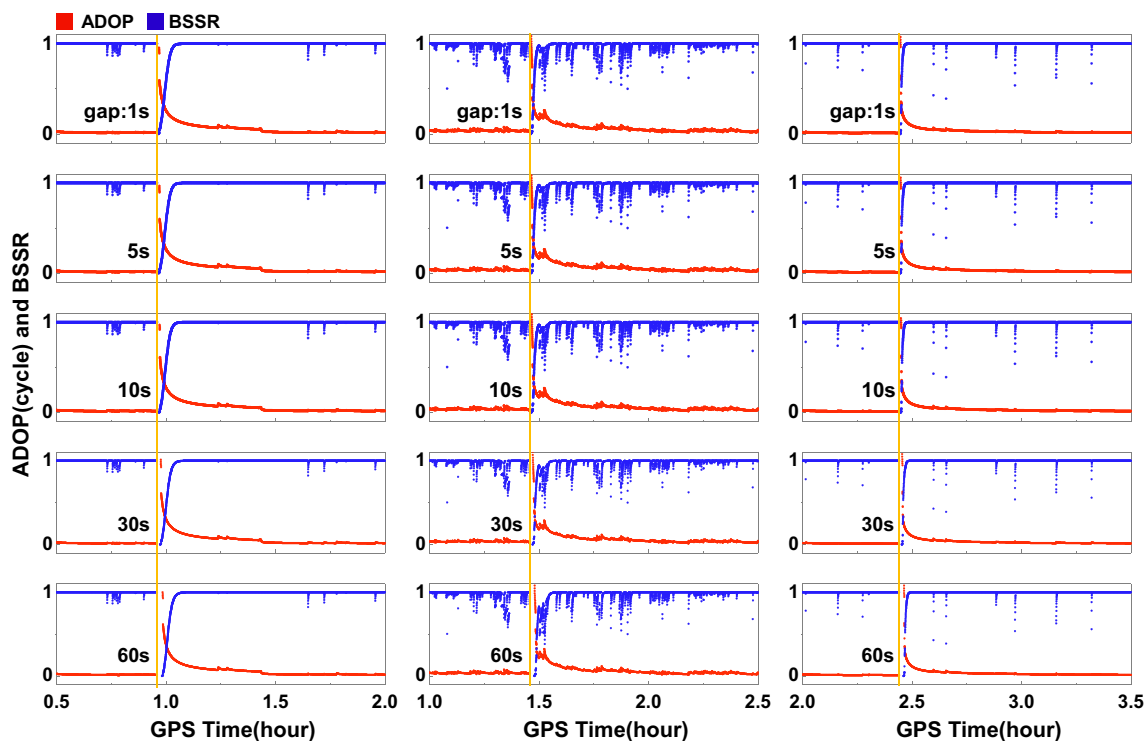 ADOP BSSR
ADOP(cycle) and BSSR
1 1 1
gap:1s gap:1s gap:1s
0 0 0
1 1 1
5s 5s 5s
0 0 0
1 1 1
10s 10s 10s
0 0 0
1 1 1
30s 30s 30s
0 0 0
1 1 1
60s 60s 60s
0 0 0
0.5 1.0 1.5 2.0 1.0 1.5 2.0 2.5 2.0 2.5 3.0 3.5
GPS Time(hour) GPS Time(hour) GPS Time(hour)